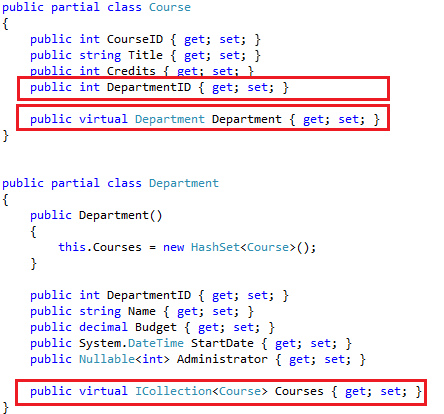 public partial class Course
{
public int CourseID { get; set; }
public string Title { get; set; }
public int Credits { get; set; }
public int DepartmentID { get; set; }
public virtual Department Department { get; set; }
}
public partial class Department
{
public Department()
{
this.Courses = new HashSet<Course>();
}
public int DepartmentID { get; set; }
public string Name { get; set; }
public decimal Budget { get; set; }
public System.DateTime StartDate { get; set; }
public Nullable<int> Administrator { get; set; }
public virtual ICollection<Course> Courses { get; set; }
}